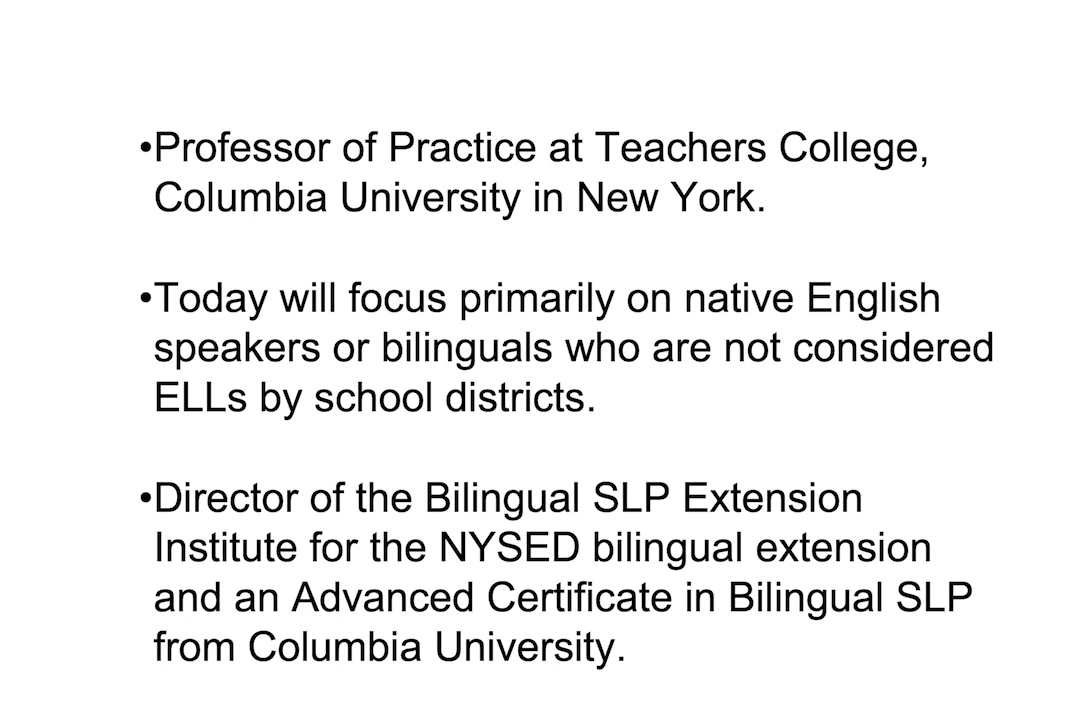 •Professor of Practice at Teachers College,
Columbia University in New York.
•Today will focus primarily on native English
speakers or bilinguals who are not considered
ELLs by school districts.
•Director of the Bilingual SLP Extension
Institute for the NYSED bilingual extension
and an Advanced Certificate in Bilingual SLP
from Columbia University.